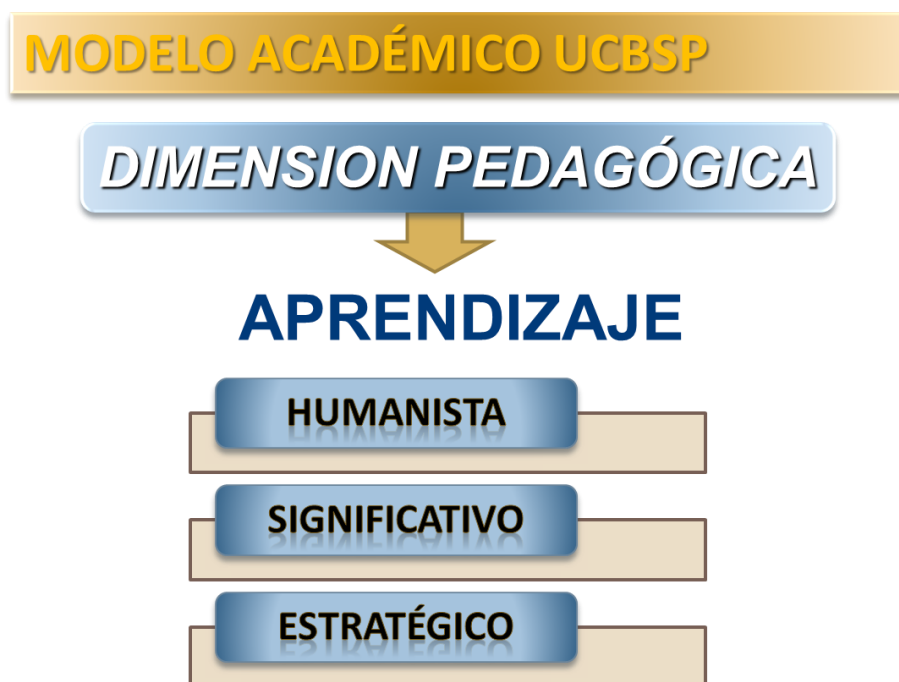 MODELO ACADÉMICO UCBSP
DIMENSION PEDAGÓGICA
APRENDIZAJE
HUMANISTA
SIGNIFICATIVO
ESTRATÉGICO